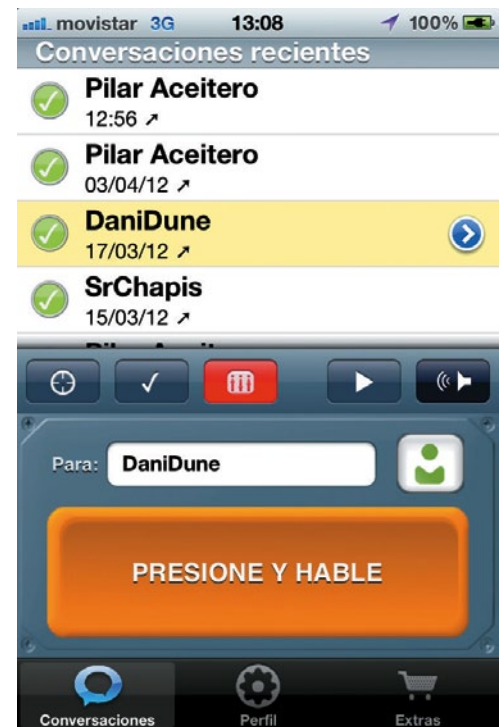 movistar 3G 13:08 100%
Conversaciones recientes
Pilar Aceitero
12:56 ↗
Pilar Aceitero
03/04/12 ↗
DaniDune
17/03/12 ↗
SrChapis
15/03/12 ↗
Para: DaniDune
PRESIONE Y HABLE
Conversaciones Perfil Extras